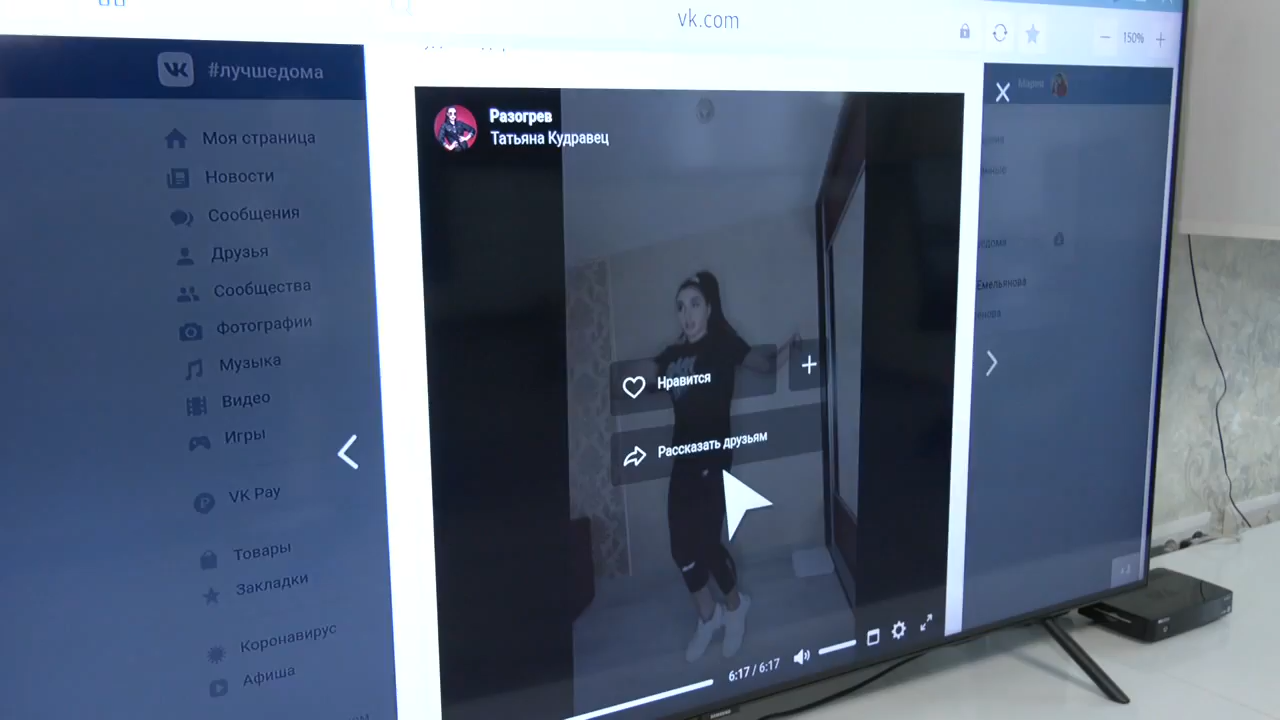 vk.com
150%
#лучшедома
Моя страница
Новости
Сообщения
Друзья
Сообщества
Фотографии
Музыка
Видео
Игры
VK Pay
Товары
Закладки
Коронавирус
Афиша
Разогрев
Татьяна Кудравец
Нравится
Рассказать друзьям
6:17 / 6:17
Емельянова
SAMSUNG